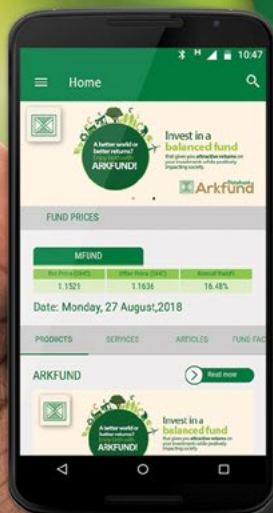 H 10:47
Home
A better world or
better returns?
Enjoy both with
ARKFUND!
Invest in a
balanced fund
that gives you attractive returns on
your investments while positively
impacting society.
Databank
Arkfund
FUND PRICES
MFUND
Bid Price (GHC) Offer Price (GHC) Annual Yield%
1.1521 1.1636 16.48%
Date: Monday, 27 August,2018
PRODUCTS SERVICES ARTICLES FUND FAC
ARKFUND
Read more
A better world or
better returns?
Enjoy both with
ARKFUND!
Invest in a
balanced fund
that gives you attractive returns on
your investments while positively
impacting society.